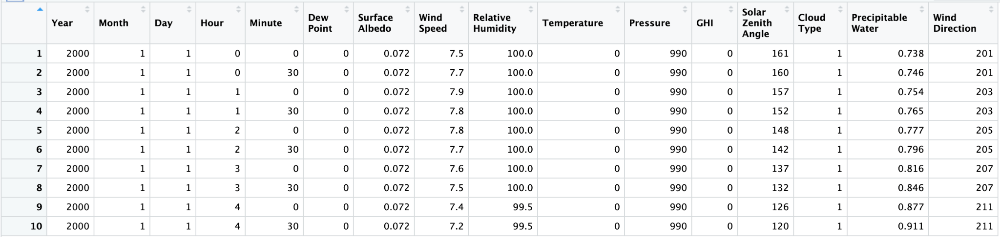 Year Month Day Hour Minute Dew Point Surface Albedo Wind Speed Relative Humidity Temperature Pressure GHI Solar Zenith Angle Cloud Type Precipitable Water Wind Direction
1 2000 1 1 0 0 0 0.072 7.5 100.0 0 990 0 161 1 0.738 201
2 2000 1 1 0 30 0 0.072 7.7 100.0 0 990 0 160 1 0.746 201
3 2000 1 1 1 0 0 0.072 7.9 100.0 0 990 0 157 1 0.754 203
4 2000 1 1 1 30 0 0.072 7.8 100.0 0 990 0 152 1 0.765 203
5 2000 1 1 2 0 0 0.072 7.8 100.0 0 990 0 148 1 0.777 205
6 2000 1 1 2 30 0 0.072 7.7 100.0 0 990 0 142 1 0.796 205
7 2000 1 1 3 0 0 0.072 7.6 100.0 0 990 0 137 1 0.816 207
8 2000 1 1 3 30 0 0.072 7.5 100.0 0 990 0 132 1 0.846 207
9 2000 1 1 4 0 0 0.072 7.4 99.5 0 990 0 126 1 0.877 211
10 2000 1 1 4 30 0 0.072 7.2 99.5 0 990 0 120 1 0.911 211